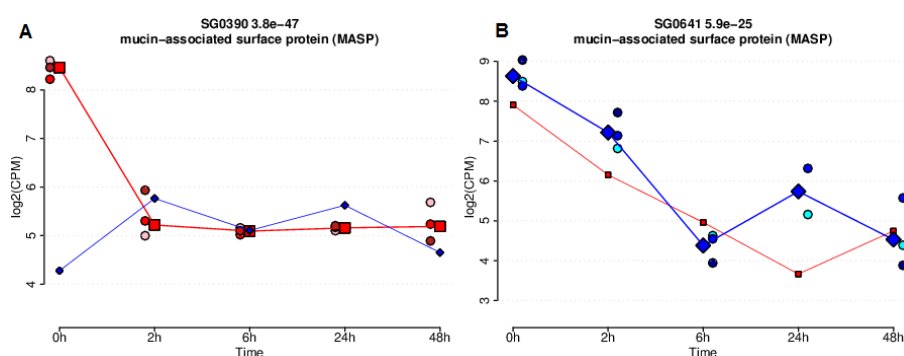 A
SG0390 3.8e−47
mucin−associated surface protein (MASP)
log2(CPM)
8
7
6
5
4
0h 2h 6h 24h 48h
Time
B
SG0641 5.9e−25
mucin−associated surface protein (MASP)
log2(CPM)
9
8
7
6
5
4
3
0h 2h 6h 24h 48h
Time